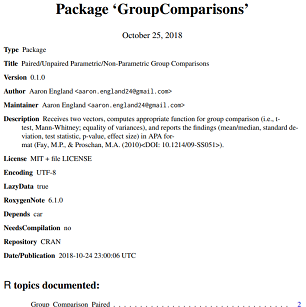 Package ‘GroupComparisons’
October 25, 2018
Type Package
Title Paired/Unpaired Parametric/Non-Parametric Group Comparisons
Version 0.1.0
Author Aaron England <aaron.england24@gmail.com>
Maintainer Aaron England <aaron.england24@gmail.com>
Description Receives two vectors, computes appropriate function for group comparison (i.e., t-
test, Mann-Whitney; equality of variances), and reports the findings (mean/median, standard de-
viation, test statistic, p-value, effect size) in APA for-
mat (Fay, M.P., & Proschan, M.A. (2010)<DOI: 10.1214/09-SS051>).
License MIT + file LICENSE
Encoding UTF-8
LazyData true
RoxygenNote 6.1.0
Depends car
NeedsCompilation no
Repository CRAN
Date/Publication 2018-10-24 23:00:06 UTC
R topics documented:
Group_Comparison_Paired . . . . . . . . . . . . . . . . . . . . . . . . . . . . 2